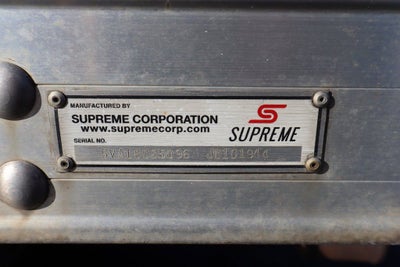 MANUFACTURED BY
SUPREME CORPORATION
www.supremecorp.com
SUPREME
SERIAL NO.